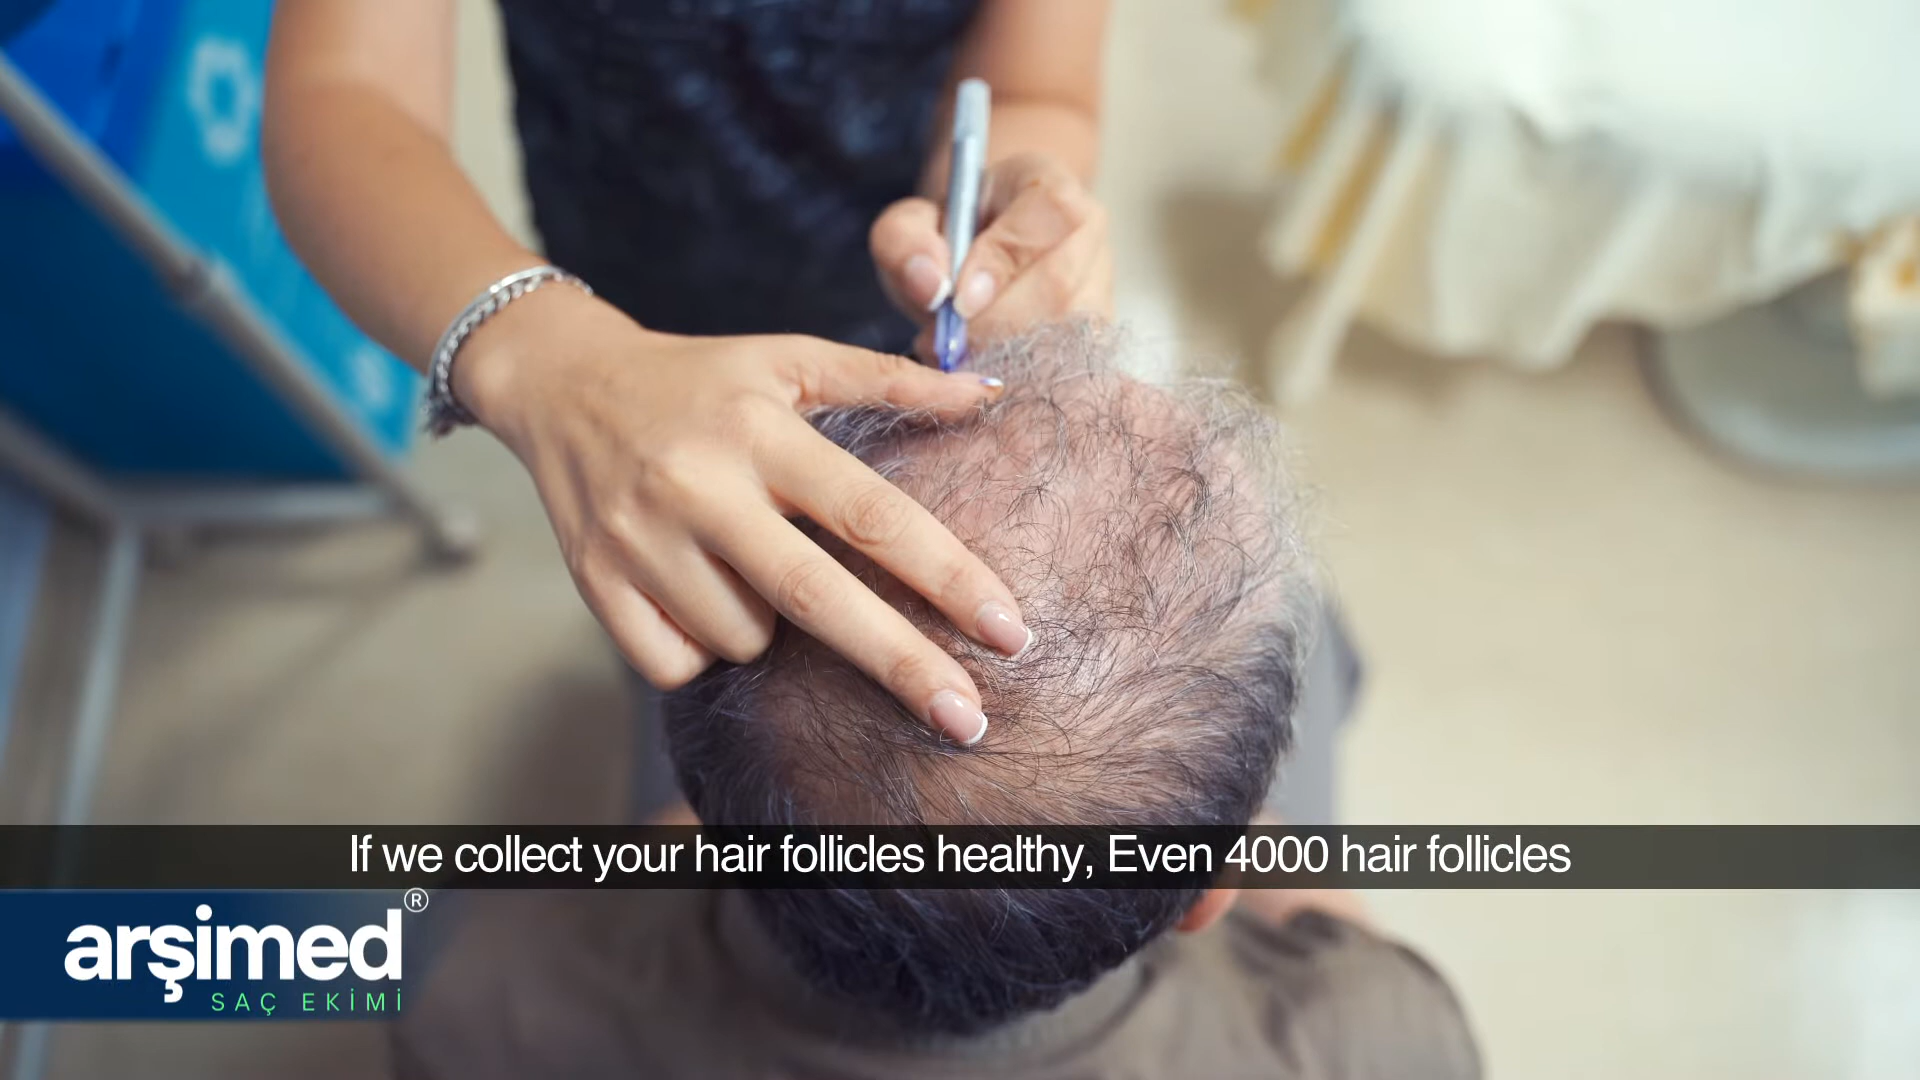 If we collect your hair follicles healthy, Even 4000 hair follicles
arşimed®
SAÇ EKİMİ